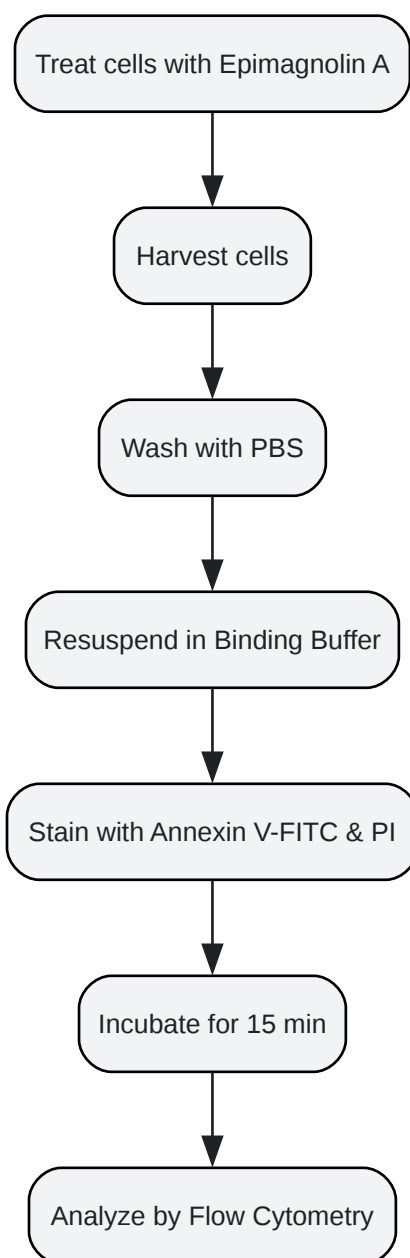 Treat cells with Epimagnolin A
Harvest cells
Wash with PBS
Resuspend in Binding Buffer
Stain with Annexin V-FITC & PI
Incubate for 15 min
Analyze by Flow Cytometry